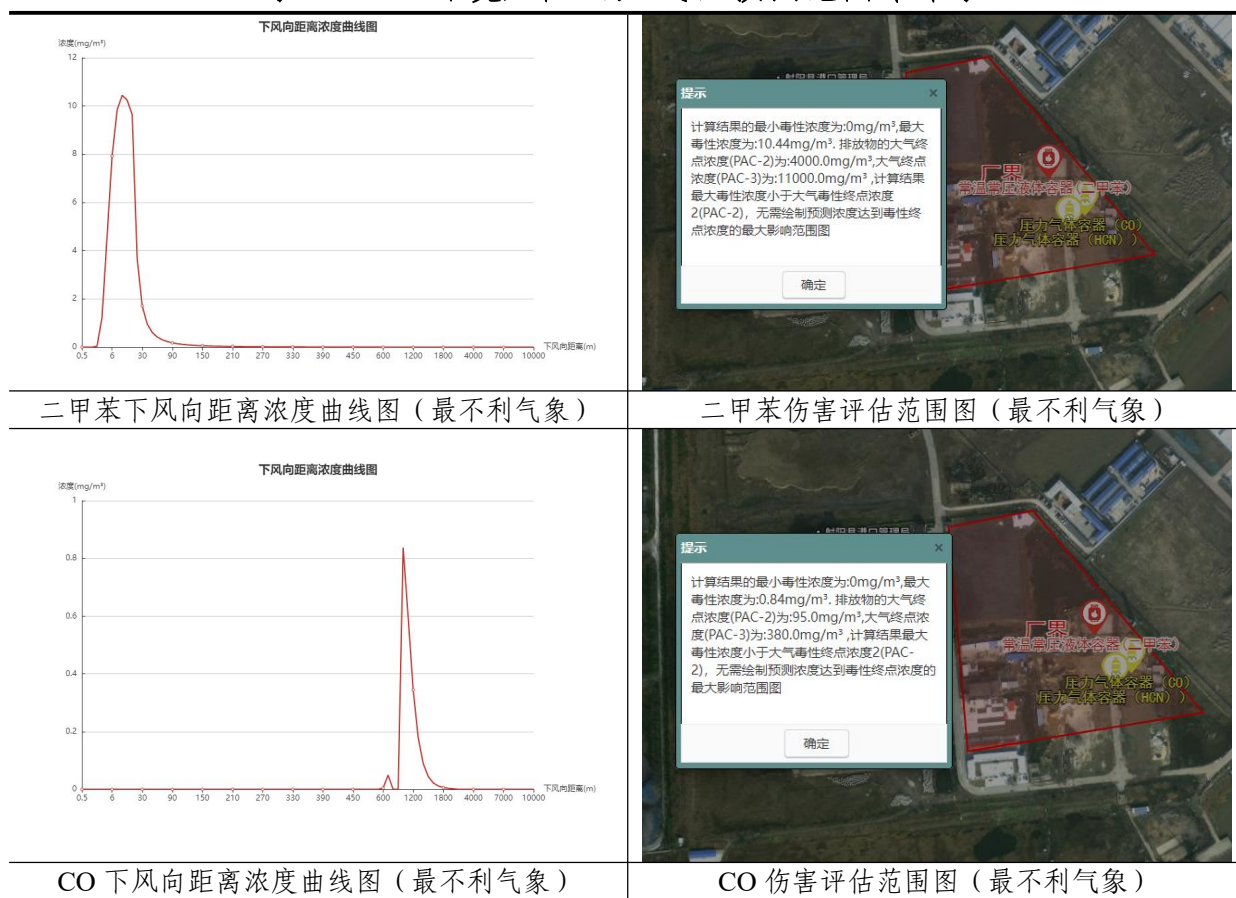 下风向距离浓度曲线图
浓度(mg/m³)
12
10
8
6
4
2
0
0.5 6 30 90 150 210 270 330 390 450 600 1200 1800 4000 7000 10000
下风向距离(m)
提示 ×
计算结果的最小毒性浓度为:0mg/m³,最大
毒性浓度为:10.44mg/m³. 排放物的大气终
点浓度(PAC-2)为:4000.0mg/m³,大气终点
浓度(PAC-3)为:11000.0mg/m³ ,计算结果
最大毒性浓度小于大气毒性终点浓度
2(PAC-2)，无需绘制预测浓度达到毒性终
点浓度的最大影响范围图
确定
厂界
常温常压液体容器(二甲苯)
压力气体容器（CO）
压力气体容器（HCN））
二甲苯下风向距离浓度曲线图（最不利气象）
二甲苯伤害评估范围图（最不利气象）
下风向距离浓度曲线图
浓度(mg/m³)
1
0.8
0.6
0.4
0.2
0
0.5 6 30 90 150 210 270 330 390 450 600 1200 1800 4000 7000 10000
下风向距离(m)
射阳县港口管理局
提示 ×
计算结果的最小毒性浓度为:0mg/m³,最大
毒性浓度为:0.84mg/m³. 排放物的大气终
点浓度(PAC-2)为:95.0mg/m³,大气终点浓
度(PAC-3)为:380.0mg/m³ ,计算结果最大
毒性浓度小于大气毒性终点浓度2(PAC-
2)，无需绘制预测浓度达到毒性终点浓度的
最大影响范围图
确定
厂界
常温常压液体容器(二甲苯)
压力气体容器（CO）
压力气体容器（HCN））
CO 下风向距离浓度曲线图（最不利气象）
CO 伤害评估范围图（最不利气象）